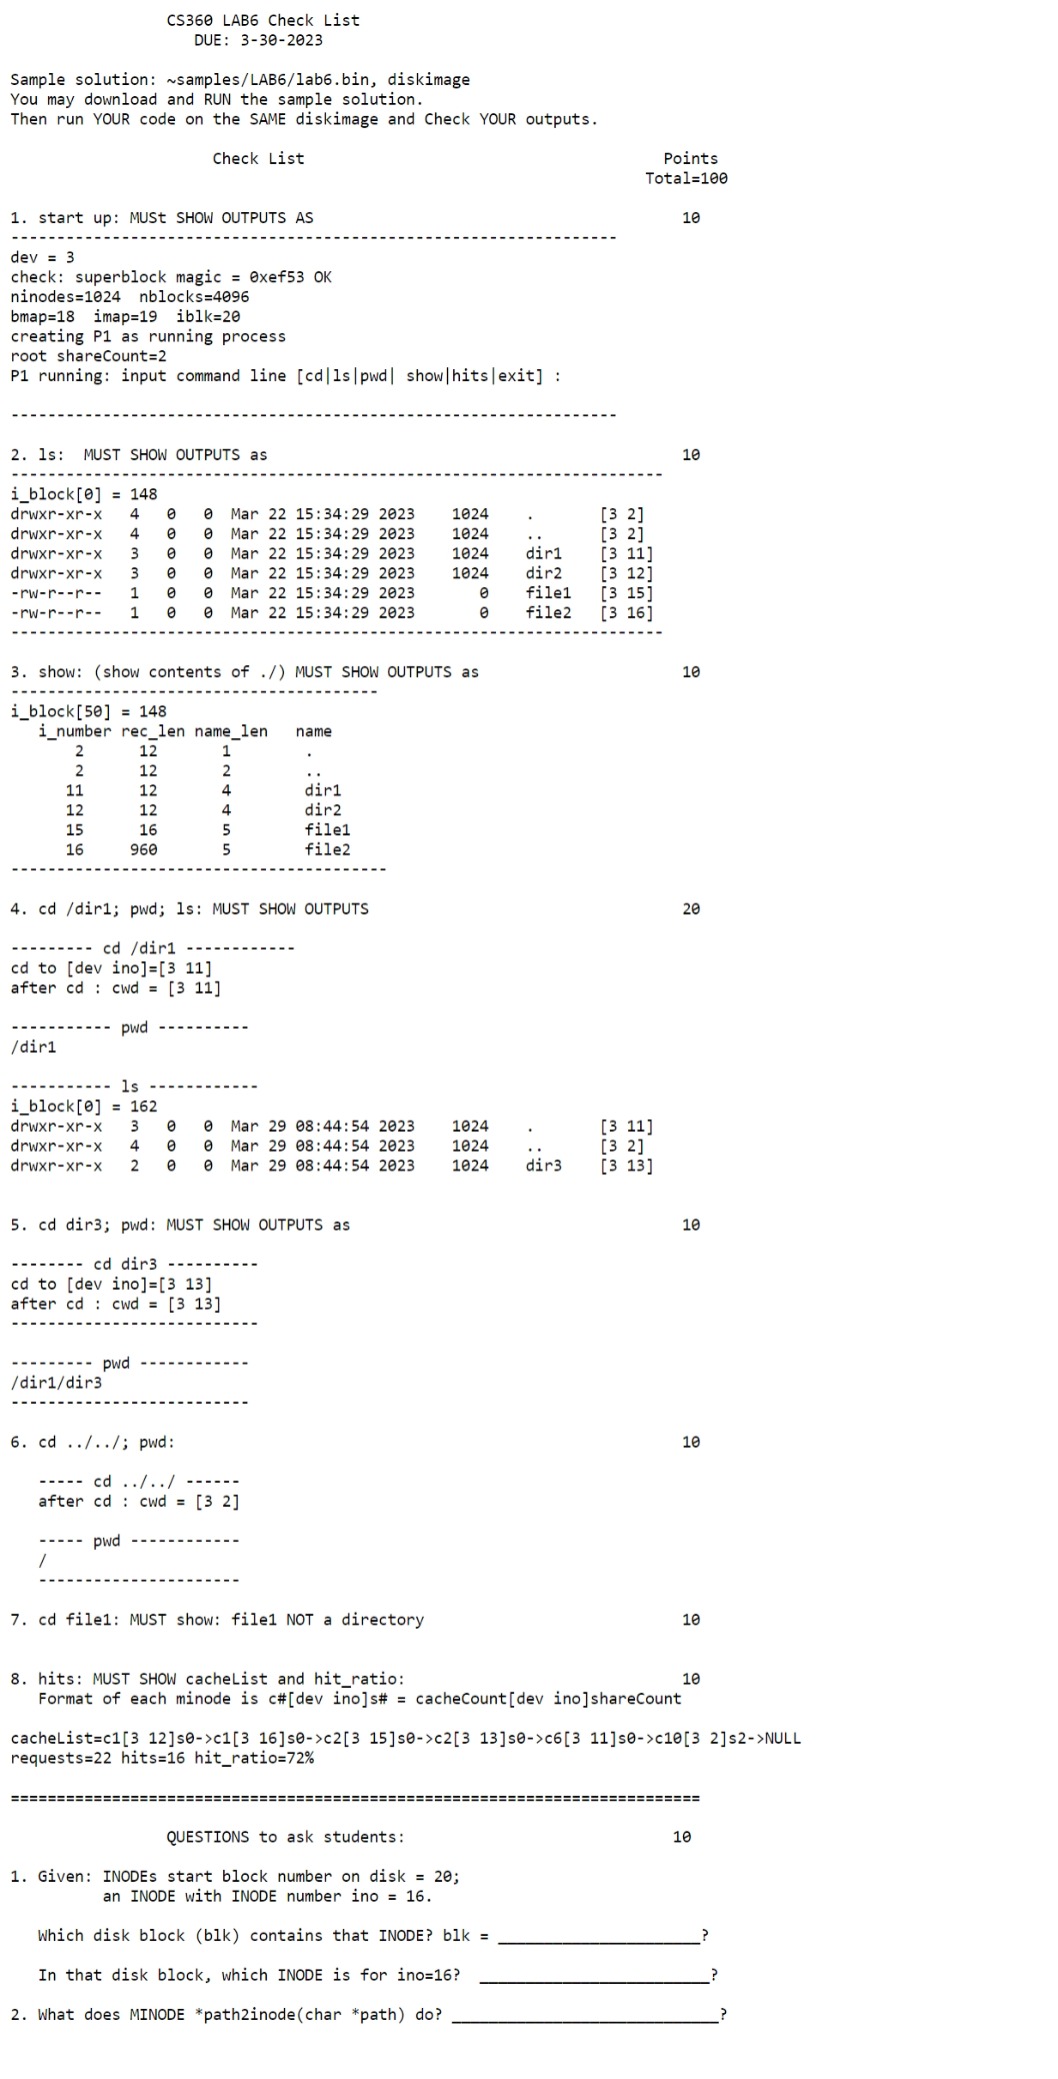 CS360 LAB6 Check List
DUE: 3-30-2023
Sample solution: ~samples/LAB6/lab6.bin, diskimage
You may download and RUN the sample solution.
Then run YOUR code on the SAME diskimage and Check YOUR outputs.
Check List Points
Total=100
1. start up: MUSt SHOW OUTPUTS AS 10
------------------------------------------------------------------
dev = 3
check: superblock magic = 0xef53 OK
ninodes=1024 nblocks=4096
bmap=18 imap=19 iblk=20
creating P1 as running process
root shareCount=2
P1 running: input command line [cd|ls|pwd| show|hits|exit] :
------------------------------------------------------------------
2. ls: MUST SHOW OUTPUTS as 10
-----------------------------------------------------------------------
i_block[0] = 148
drwxr-xr-x 4 0 0 Mar 22 15:34:29 2023 1024 . [3 2]
drwxr-xr-x 4 0 0 Mar 22 15:34:29 2023 1024 .. [3 2]
drwxr-xr-x 3 0 0 Mar 22 15:34:29 2023 1024 dir1 [3 11]
drwxr-xr-x 3 0 0 Mar 22 15:34:29 2023 1024 dir2 [3 12]
-rw-r--r-- 1 0 0 Mar 22 15:34:29 2023 0 file1 [3 15]
-rw-r--r-- 1 0 0 Mar 22 15:34:29 2023 0 file2 [3 16]
-----------------------------------------------------------------------
3. show: (show contents of ./) MUST SHOW OUTPUTS as 10
----------------------------------------
i_block[50] = 148
i_number rec_len name_len name
2 12 1 .
2 12 2 ..
11 12 4 dir1
12 12 4 dir2
15 16 5 file1
16 960 5 file2
-----------------------------------------
4. cd /dir1; pwd; ls: MUST SHOW OUTPUTS 20
--------- cd /dir1 ------------
cd to [dev ino]=[3 11]
after cd : cwd = [3 11]
----------- pwd ----------
/dir1
----------- ls ------------
i_block[0] = 162
drwxr-xr-x 3 0 0 Mar 29 08:44:54 2023 1024 . [3 11]
drwxr-xr-x 4 0 0 Mar 29 08:44:54 2023 1024 .. [3 2]
drwxr-xr-x 2 0 0 Mar 29 08:44:54 2023 1024 dir3 [3 13]
5. cd dir3; pwd: MUST SHOW OUTPUTS as 10
-------- cd dir3 ----------
cd to [dev ino]=[3 13]
after cd : cwd = [3 13]
---------------------------
--------- pwd ------------
/dir1/dir3
--------------------------
6. cd ../../; pwd: 10
----- cd ../../ ------
after cd : cwd = [3 2]
----- pwd ------------
/
----------------------
7. cd file1: MUST show: file1 NOT a directory 10
8. hits: MUST SHOW cacheList and hit_ratio: 10
Format of each minode is c#[dev ino]s# = cacheCount[dev ino]shareCount
cacheList=c1[3 12]s0->c1[3 16]s0->c2[3 15]s0->c2[3 13]s0->c6[3 11]s0->c10[3 2]s2->NULL
requests=22 hits=16 hit_ratio=72%
===========================================================================
QUESTIONS to ask students: 10
1. Given: INODEs start block number on disk = 20;
an INODE with INODE number ino = 16.
Which disk block (blk) contains that INODE? blk = ______________________?
In that disk block, which INODE is for ino=16? _________________________?
2. What does MINODE *path2inode(char *path) do? _____________________________?